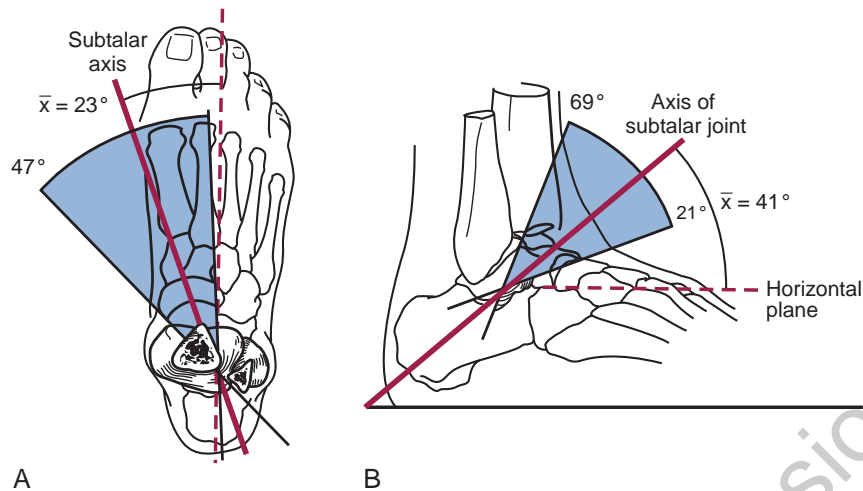 Subtalar
axis
x̄ = 23°
47°
A
69°
Axis of
subtalar joint
21°
x̄ = 41°
Horizontal
plane
B